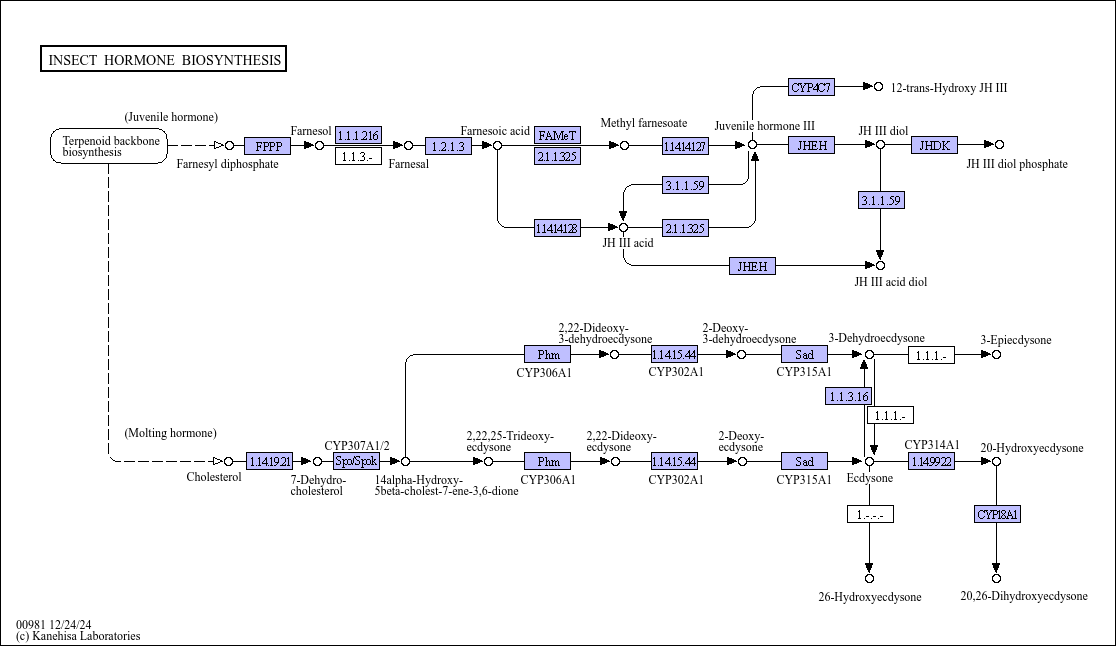 INSECT HORMONE BIOSYNTHESIS
CYP4C7
12-trans-Hydroxy JH III
(Juvenile hormone)
Terpenoid backbone
biosynthesis
Farnesyl diphosphate
FPPP
Farnesol
1.1.1.216
1.1.3.-
Farnesal
1.2.1.3
Farnesoic acid
FAMeT
2.1.1.325
Methyl farnesoate
1.14.14.127
Juvenile hormone III
JHEH
JH III diol
JHDK
JH III diol phosphate
3.1.1.59
3.1.1.59
1.14.14.128
JH III acid
2.1.1.325
JHEH
JH III acid diol
2,22-Dideoxy-
3-dehydroecdysone
2-Deoxy-
3-dehydroecdysone
3-Dehydroecdysone
3-Epiecdysone
Phm
CYP306A1
1.14.15.44
CYP302A1
Sad
CYP315A1
1.1.1.-
1.1.3.16
1.1.1.-
(Molting hormone)
Cholesterol
1.14.19.21
7-Dehydro-
cholesterol
CYP307A1/2
Spo/Spok
14alpha-Hydroxy-
5beta-cholest-7-ene-3,6-dione
2,22,25-Trideoxy-
ecdysone
Phm
CYP306A1
2,22-Dideoxy-
ecdysone
1.14.15.44
CYP302A1
2-Deoxy-
ecdysone
Sad
CYP315A1
Ecdysone
CYP314A1
1.14.99.22
20-Hydroxyecdysone
1.-.-.-
CYP18A1
26-Hydroxyecdysone
20,26-Dihydroxyecdysone
00981 12/24/24
(c) Kanehisa Laboratories